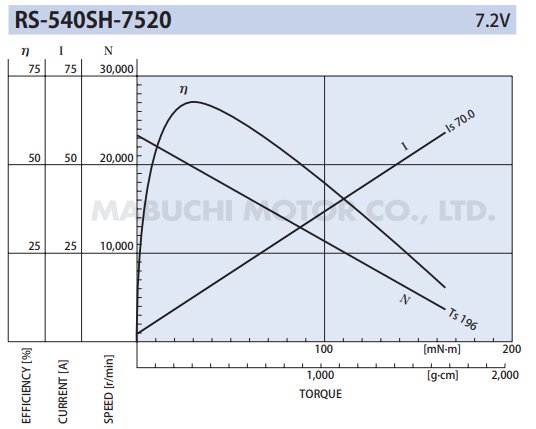 RS-540SH-7520 7.2V
η I N
75 75 30,000
η
I Is 70.0
50 50 20,000
MABUCHI MOTOR CO., LTD.
25 25 10,000
N Ts 196
100 [mN·m] 200
1,000 [g·cm] 2,000
TORQUE
EFFICIENCY [%]
CURRENT [A]
SPEED [r/min]